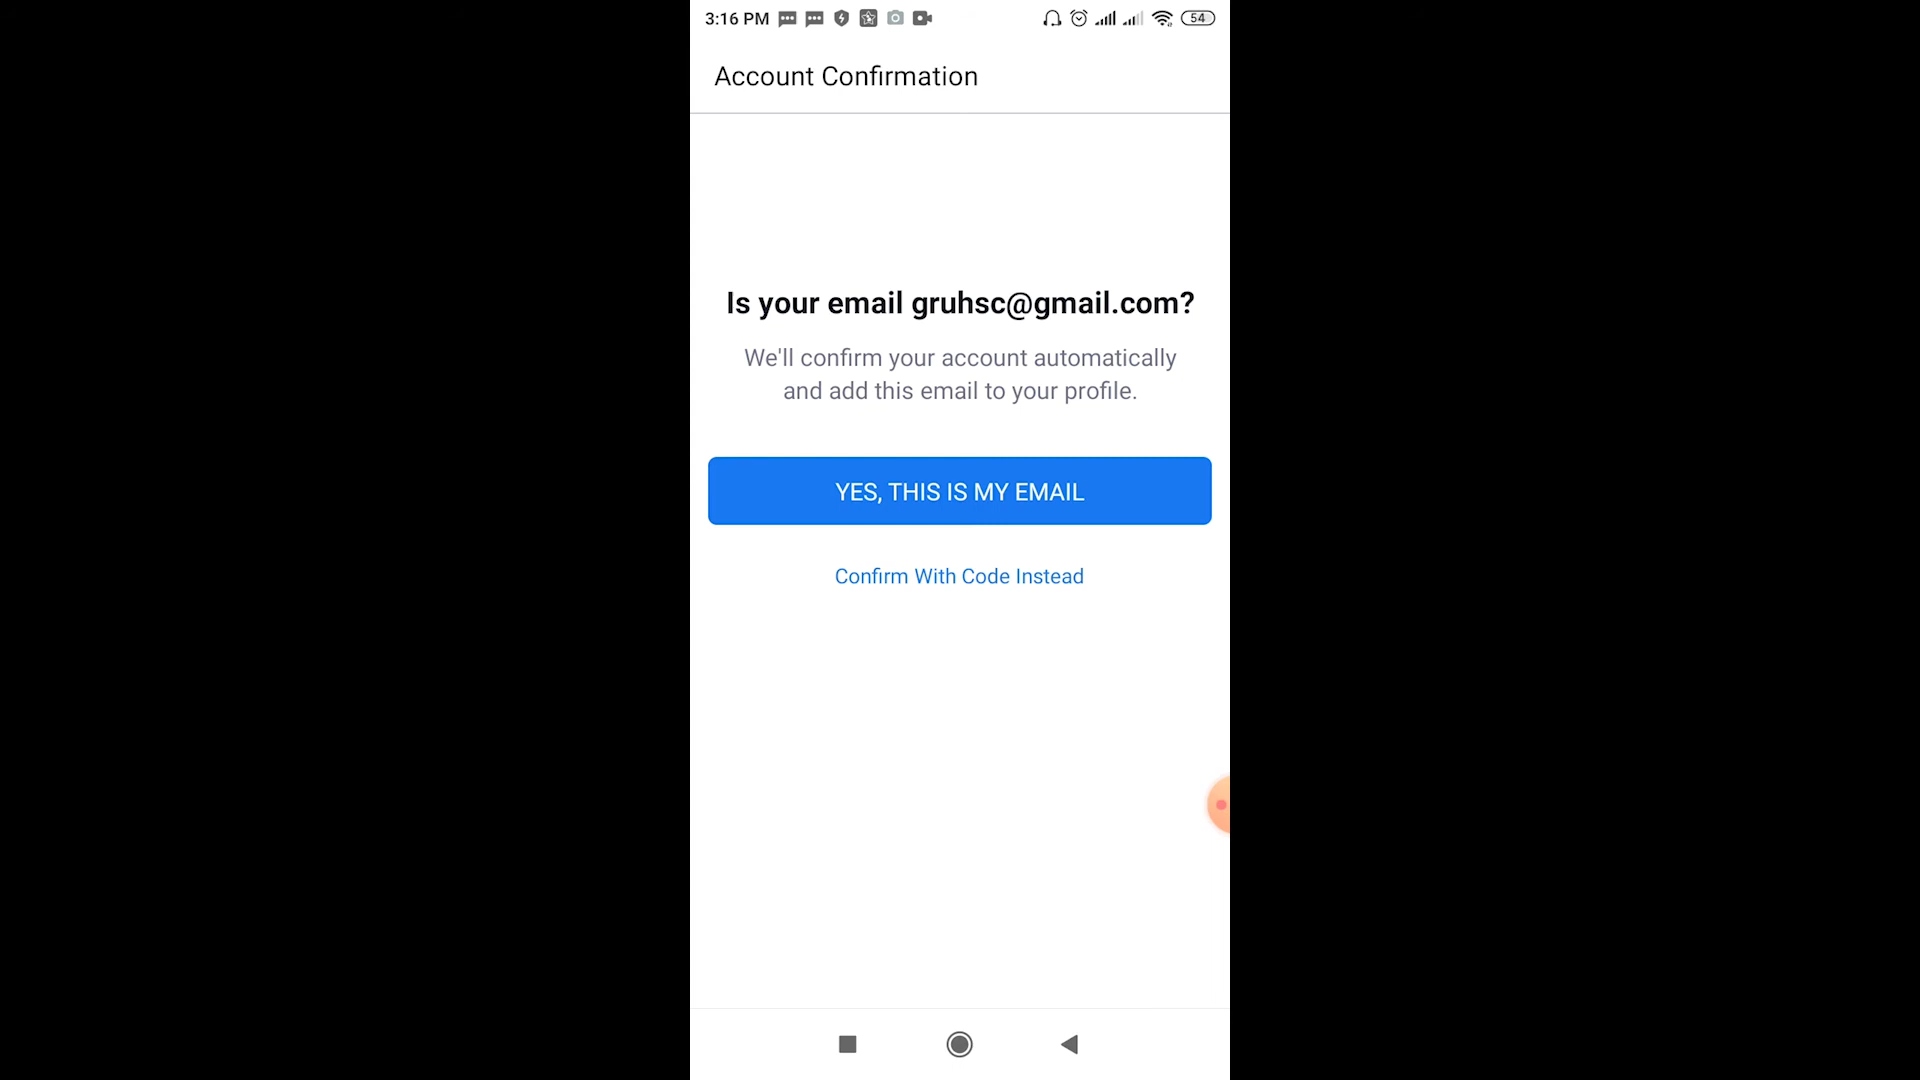 3:16 PM 54
Account Confirmation
Is your email gruhsc@gmail.com?
We'll confirm your account automatically
and add this email to your profile.
YES, THIS IS MY EMAIL
Confirm With Code Instead